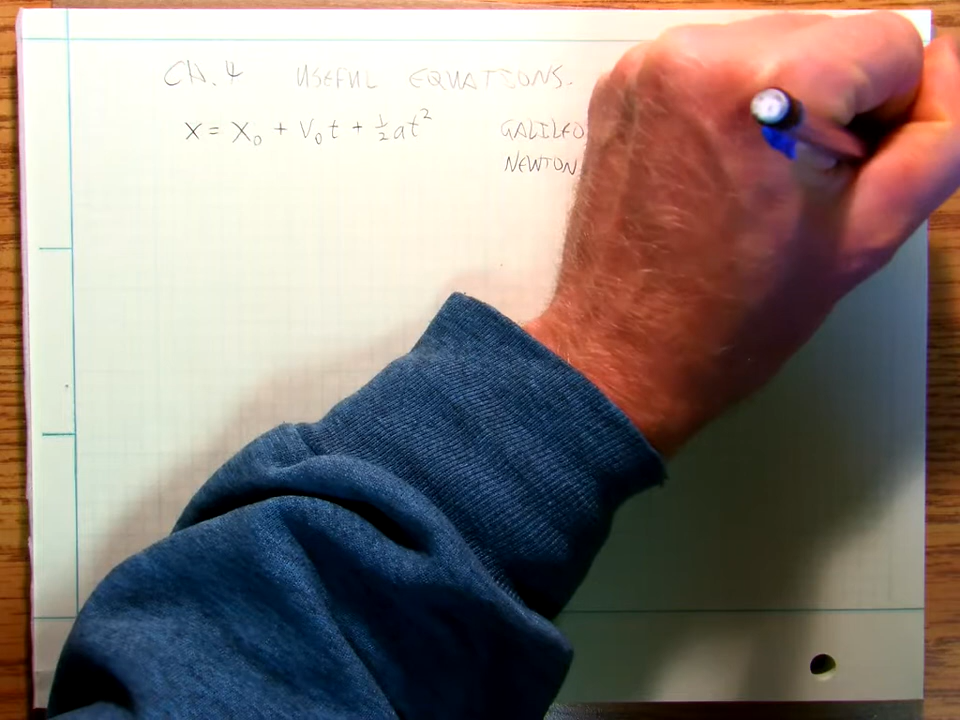 CH. 4 USEFUL EQUATIONS.
x = x₀ + v₀t + ½at² GALILEO
NEWTON